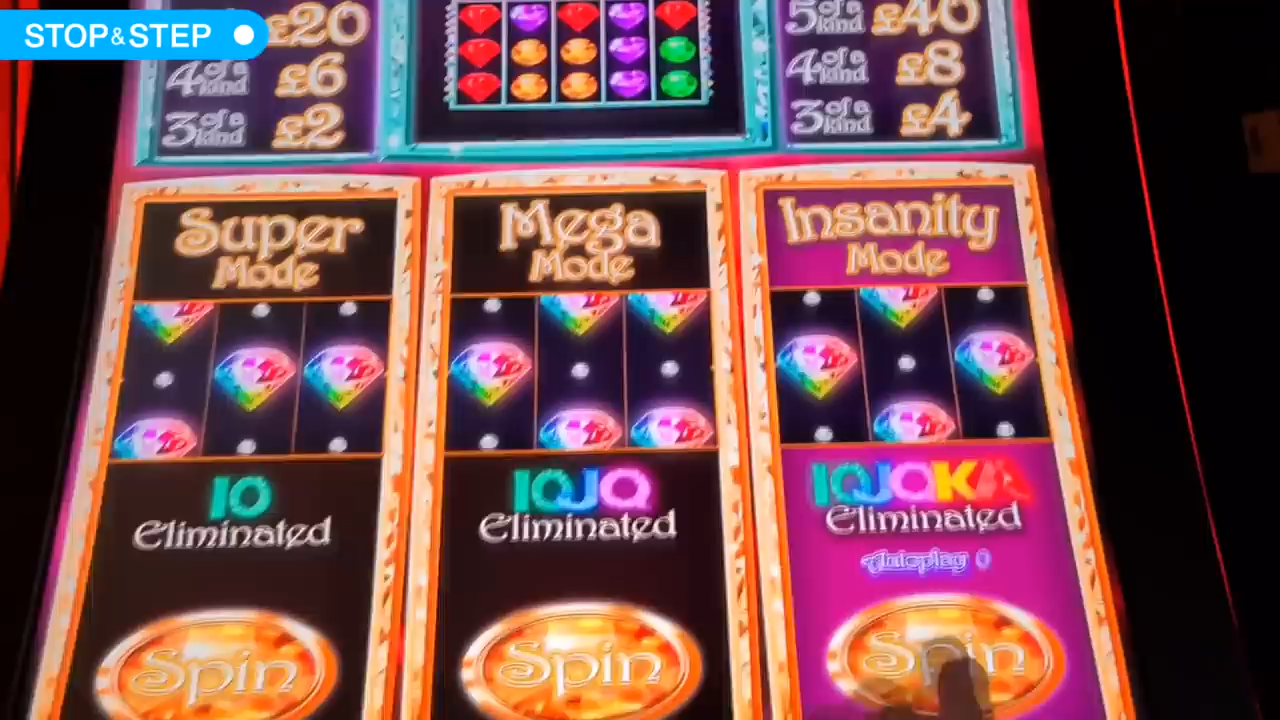 STOP&STEP
£20
4 of a kind £6
3 of a kind £2
5 of a kind £40
4 of a kind £8
3 of a kind £4
Super
Mode
10
Eliminated
Spin
Mega
Mode
10JQ
Eliminated
Spin
Insanity
Mode
10JQKA
Eliminated
Autoplay 0
Spin